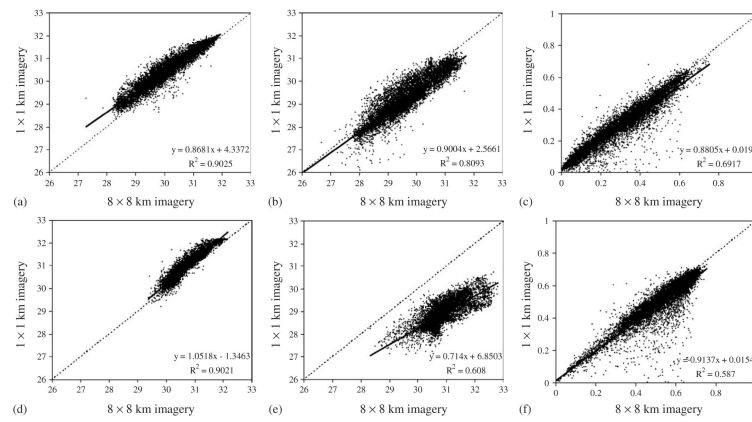 33
32
31
30
29
28
27
26
1 × 1 km imagery
y = 0.8681x + 4.3372
R² = 0.9025
26 27 28 29 30 31 32 33
(a) 8 × 8 km imagery
33
32
31
30
29
28
27
26
1 × 1 km imagery
y = 0.9004x + 2.5661
R² = 0.8093
26 27 28 29 30 31 32 33
(b) 8 × 8 km imagery
1
0.8
0.6
0.4
0.2
0
1 × 1 km imagery
y = 0.8805x + 0.019
R² = 0.6917
0 0.2 0.4 0.6 0.8
(c) 8 × 8 km imagery
33
32
31
30
29
28
27
26
1 × 1 km imagery
y = 1.0518x - 1.3463
R² = 0.9021
26 27 28 29 30 31 32 33
(d) 8 × 8 km imagery
33
32
31
30
29
28
27
26
1 × 1 km imagery
y = 0.714x + 6.8503
R² = 0.608
26 27 28 29 30 31 32 33
(e) 8 × 8 km imagery
1
0.8
0.6
0.4
0.2
0
1 × 1 km imagery
y = 0.9137x + 0.0154
R² = 0.587
0 0.2 0.4 0.6 0.8
(f) 8 × 8 km imagery